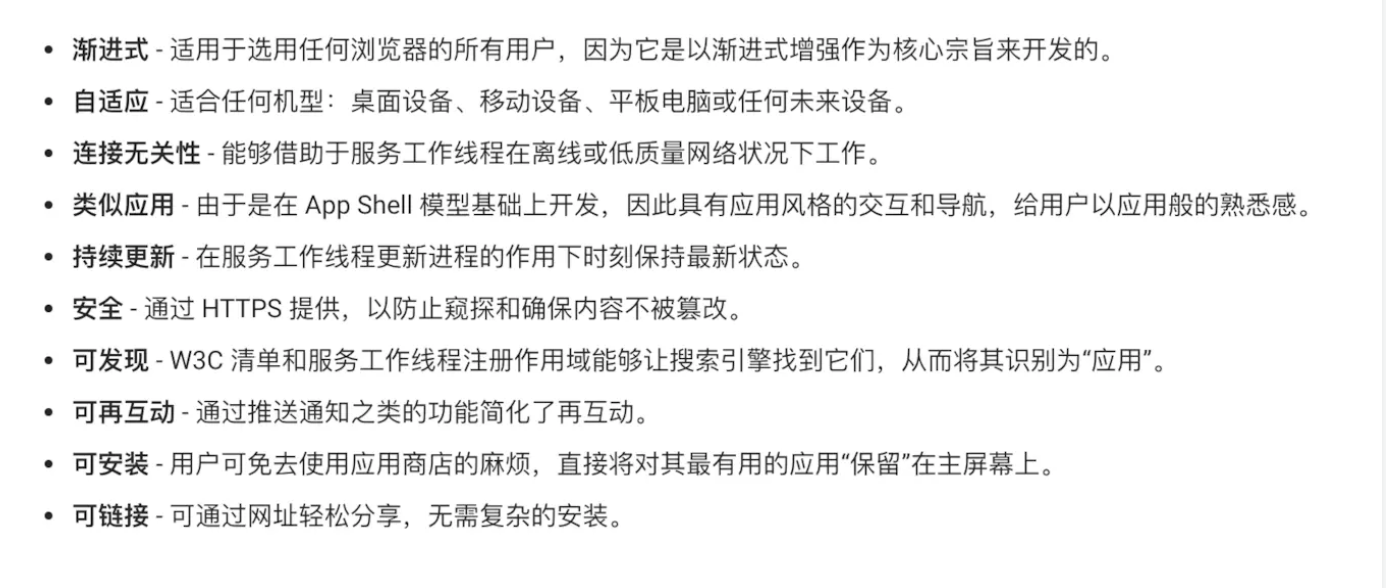 • 渐进式 - 适用于选用任何浏览器的所有用户，因为它是以渐进式增强作为核心宗旨来开发的。
• 自适应 - 适合任何机型：桌面设备、移动设备、平板电脑或任何未来设备。
• 连接无关性 - 能够借助于服务工作线程在离线或低质量网络状况下工作。
• 类似应用 - 由于是在 App Shell 模型基础上开发，因此具有应用风格的交互和导航，给用户以应用般的熟悉感。
• 持续更新 - 在服务工作线程更新进程的作用下时刻保持最新状态。
• 安全 - 通过 HTTPS 提供，以防止窥探和确保内容不被篡改。
• 可发现 - W3C 清单和服务工作线程注册作用域能够让搜索引擎找到它们，从而将其识别为“应用”。
• 可再互动 - 通过推送通知之类的功能简化了再互动。
• 可安装 - 用户可免去使用应用商店的麻烦，直接将对其最有用的应用“保留”在主屏幕上。
• 可链接 - 可通过网址轻松分享，无需复杂的安装。